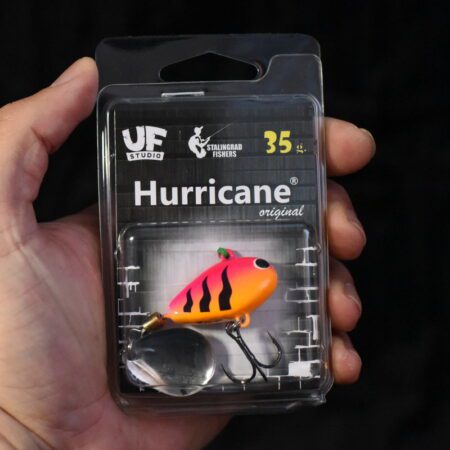 UF
STUDIO
STALINGRAD
FISHERS
35 g.
Hurricane®
original